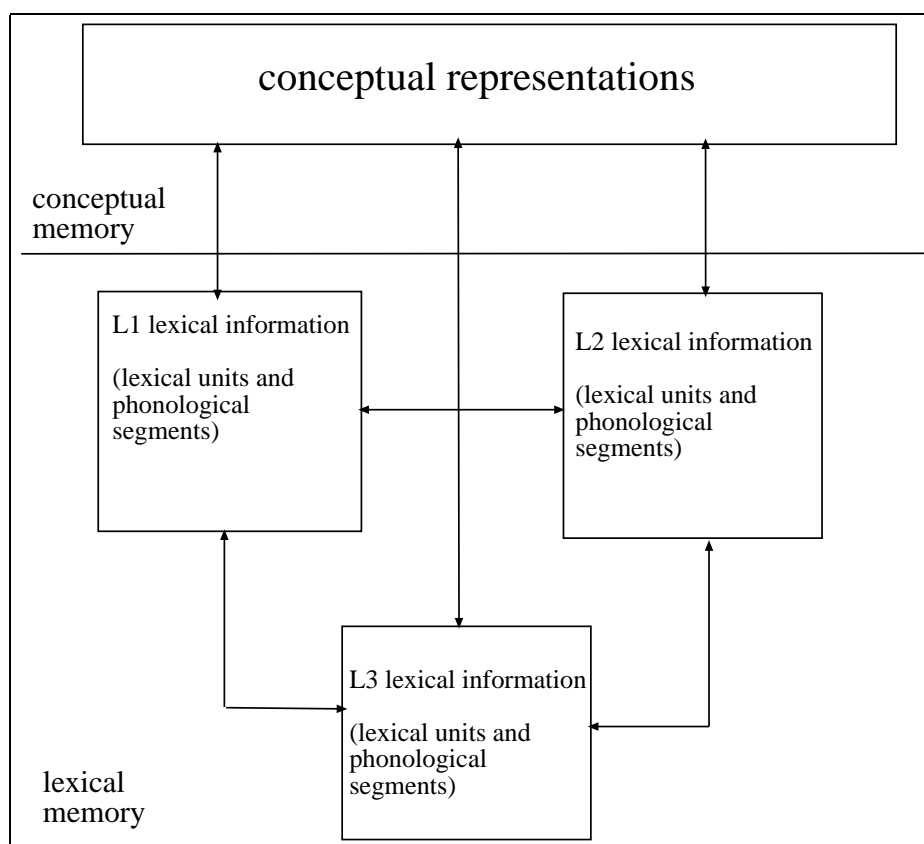 conceptual representations
conceptual
memory
L1 lexical information
(lexical units and
phonological
segments)
L2 lexical information
(lexical units and
phonological
segments)
L3 lexical information
(lexical units and
phonological
segments)
lexical
memory